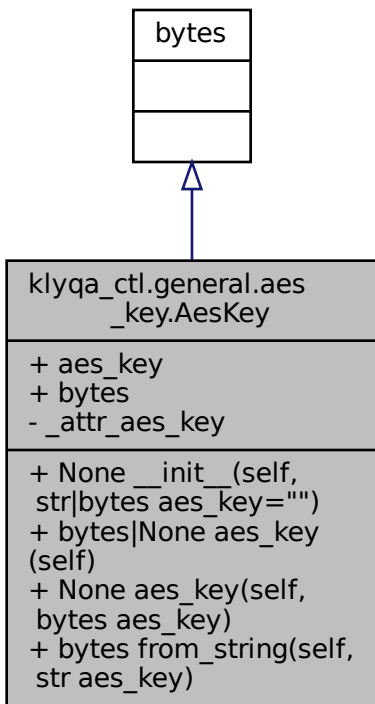 bytes
klyqa_ctl.general.aes
_key.AesKey
+ aes_key
+ bytes
- _attr_aes_key
+ None __init__(self,
str|bytes aes_key="")
+ bytes|None aes_key
(self)
+ None aes_key(self,
bytes aes_key)
+ bytes from_string(self,
str aes_key)